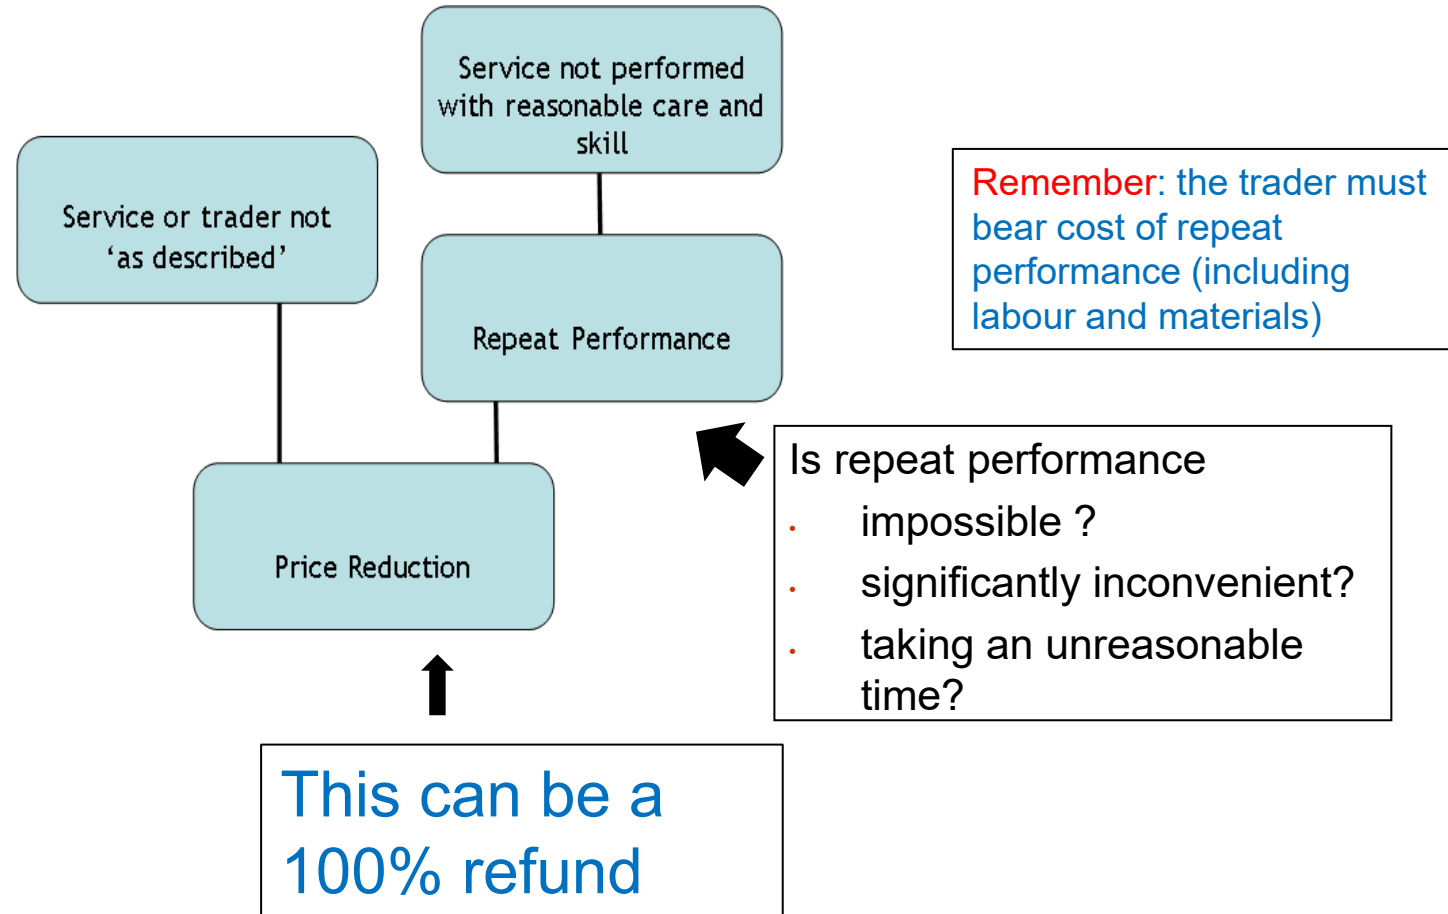 Service not performed
with reasonable care and
skill
Service or trader not
‘as described’
Remember: the trader must
bear cost of repeat
performance (including
labour and materials)
Repeat Performance
Is repeat performance
• impossible ?
• significantly inconvenient?
• taking an unreasonable
time?
Price Reduction
This can be a
100% refund